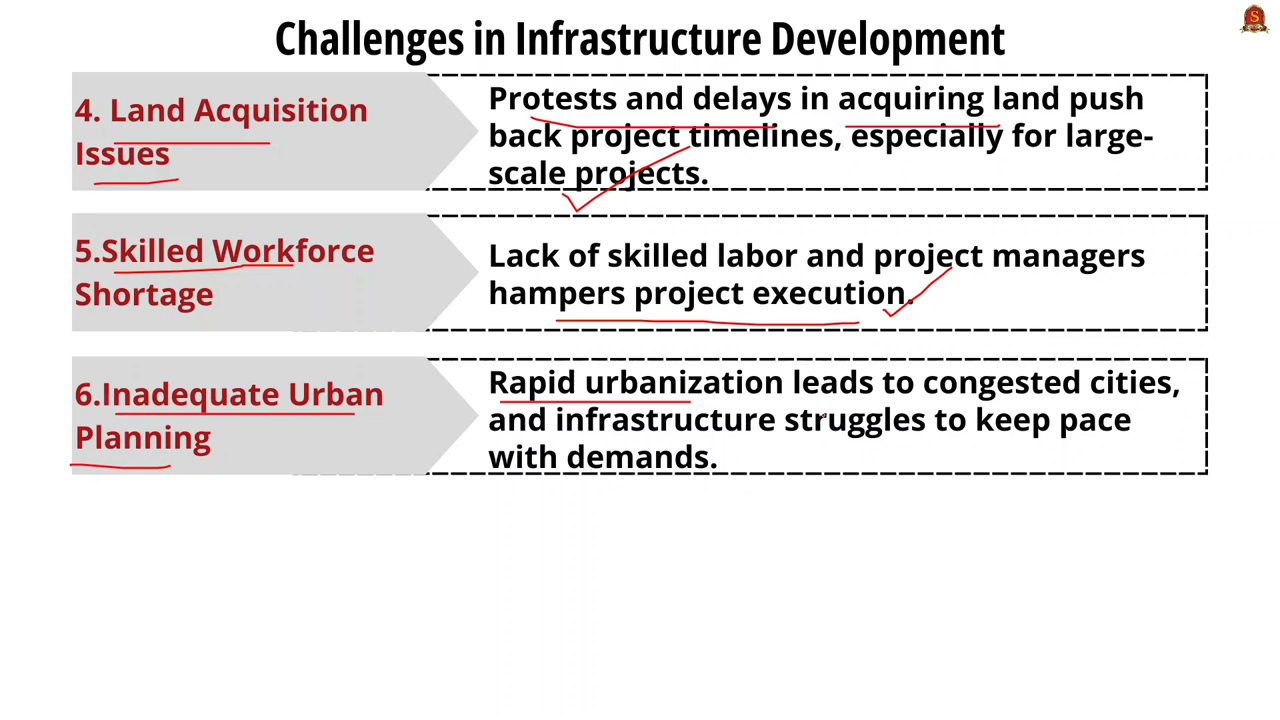 Challenges in Infrastructure Development
4. Land Acquisition
Issues
Protests and delays in acquiring land push
back project timelines, especially for large-
scale projects.
5.Skilled Workforce
Shortage
Lack of skilled labor and project managers
hampers project execution.
6.Inadequate Urban
Planning
Rapid urbanization leads to congested cities,
and infrastructure struggles to keep pace
with demands.
S